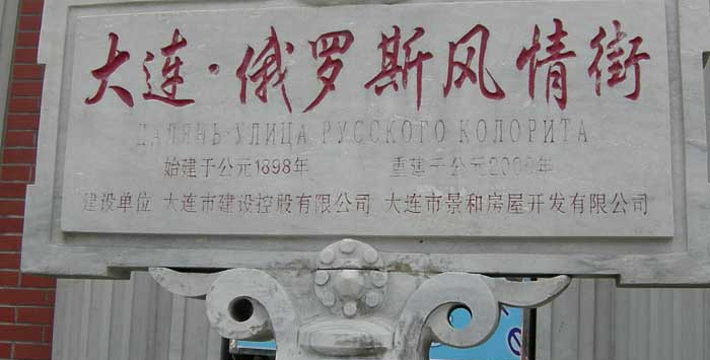 大连·俄罗斯风情街
ДАЛЯНЬ·УЛИЦА РУССКОГО КОЛОРИТА
始建于公元1898年 重建于公元2000年
建设单位 大连市建设控股有限公司 大连市景和房屋开发有限公司